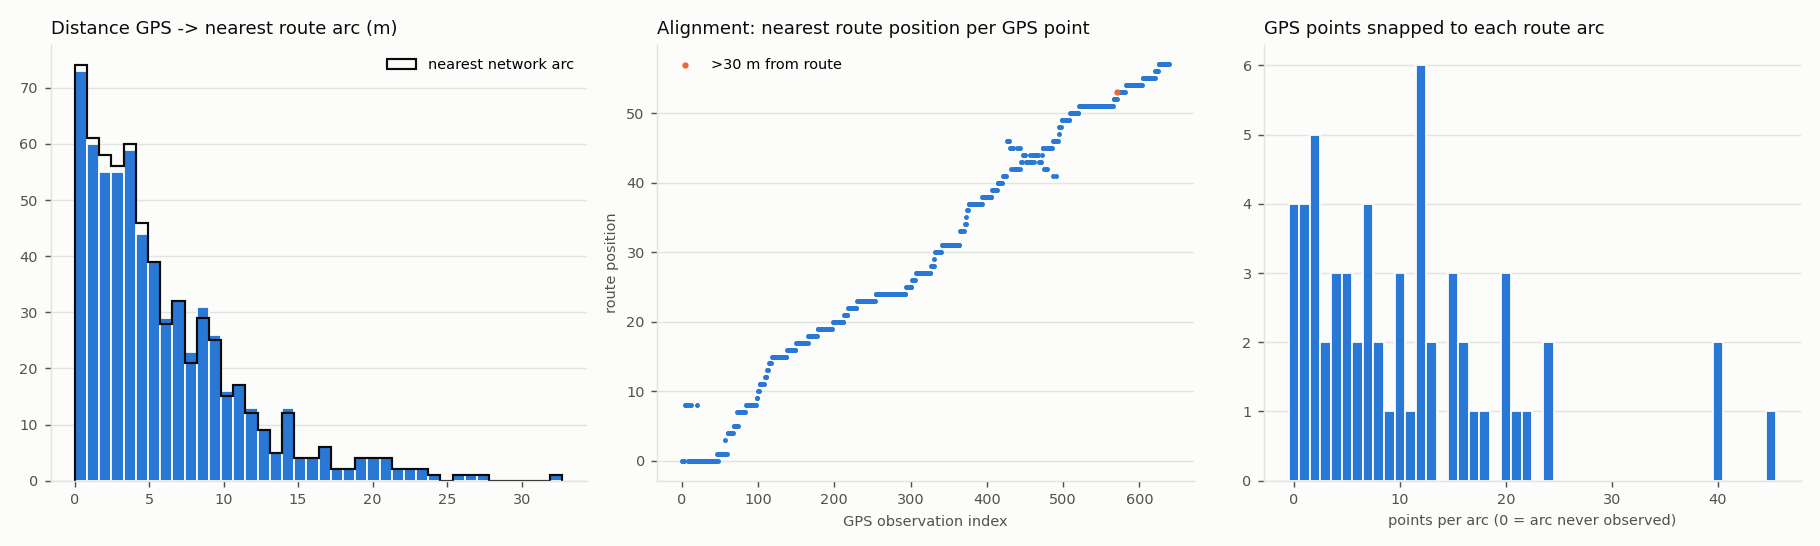 Distance GPS -> nearest route arc (m)
nearest network arc
70
60
50
40
30
20
10
0
0 5 10 15 20 25 30
Alignment: nearest route position per GPS point
>30 m from route
route position
50
40
30
20
10
0
0 100 200 300 400 500 600
GPS observation index
GPS points snapped to each route arc
6
5
4
3
2
1
0
0 10 20 30 40
points per arc (0 = arc never observed)